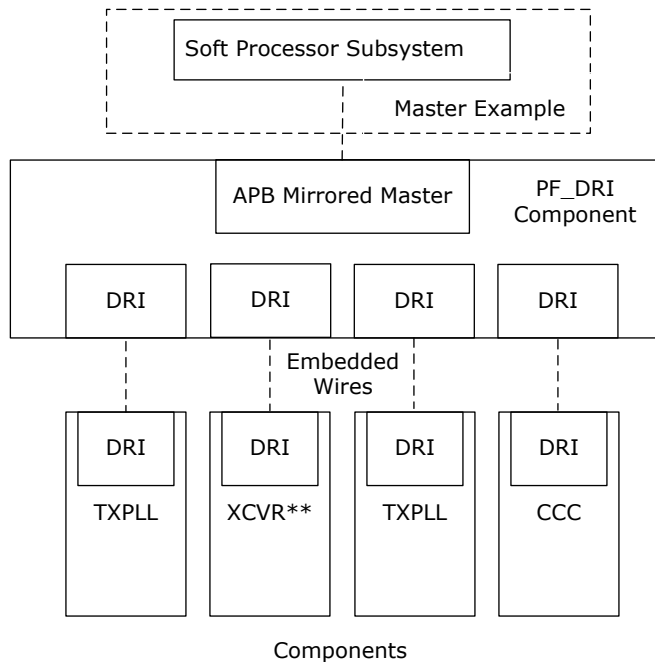 Soft Processor Subsystem
Master Example
APB Mirrored Master
PF_DRI
Component
DRI
DRI
DRI
DRI
Embedded
Wires
DRI
DRI
DRI
DRI
TXPLL
XCVR**
TXPLL
CCC
Components